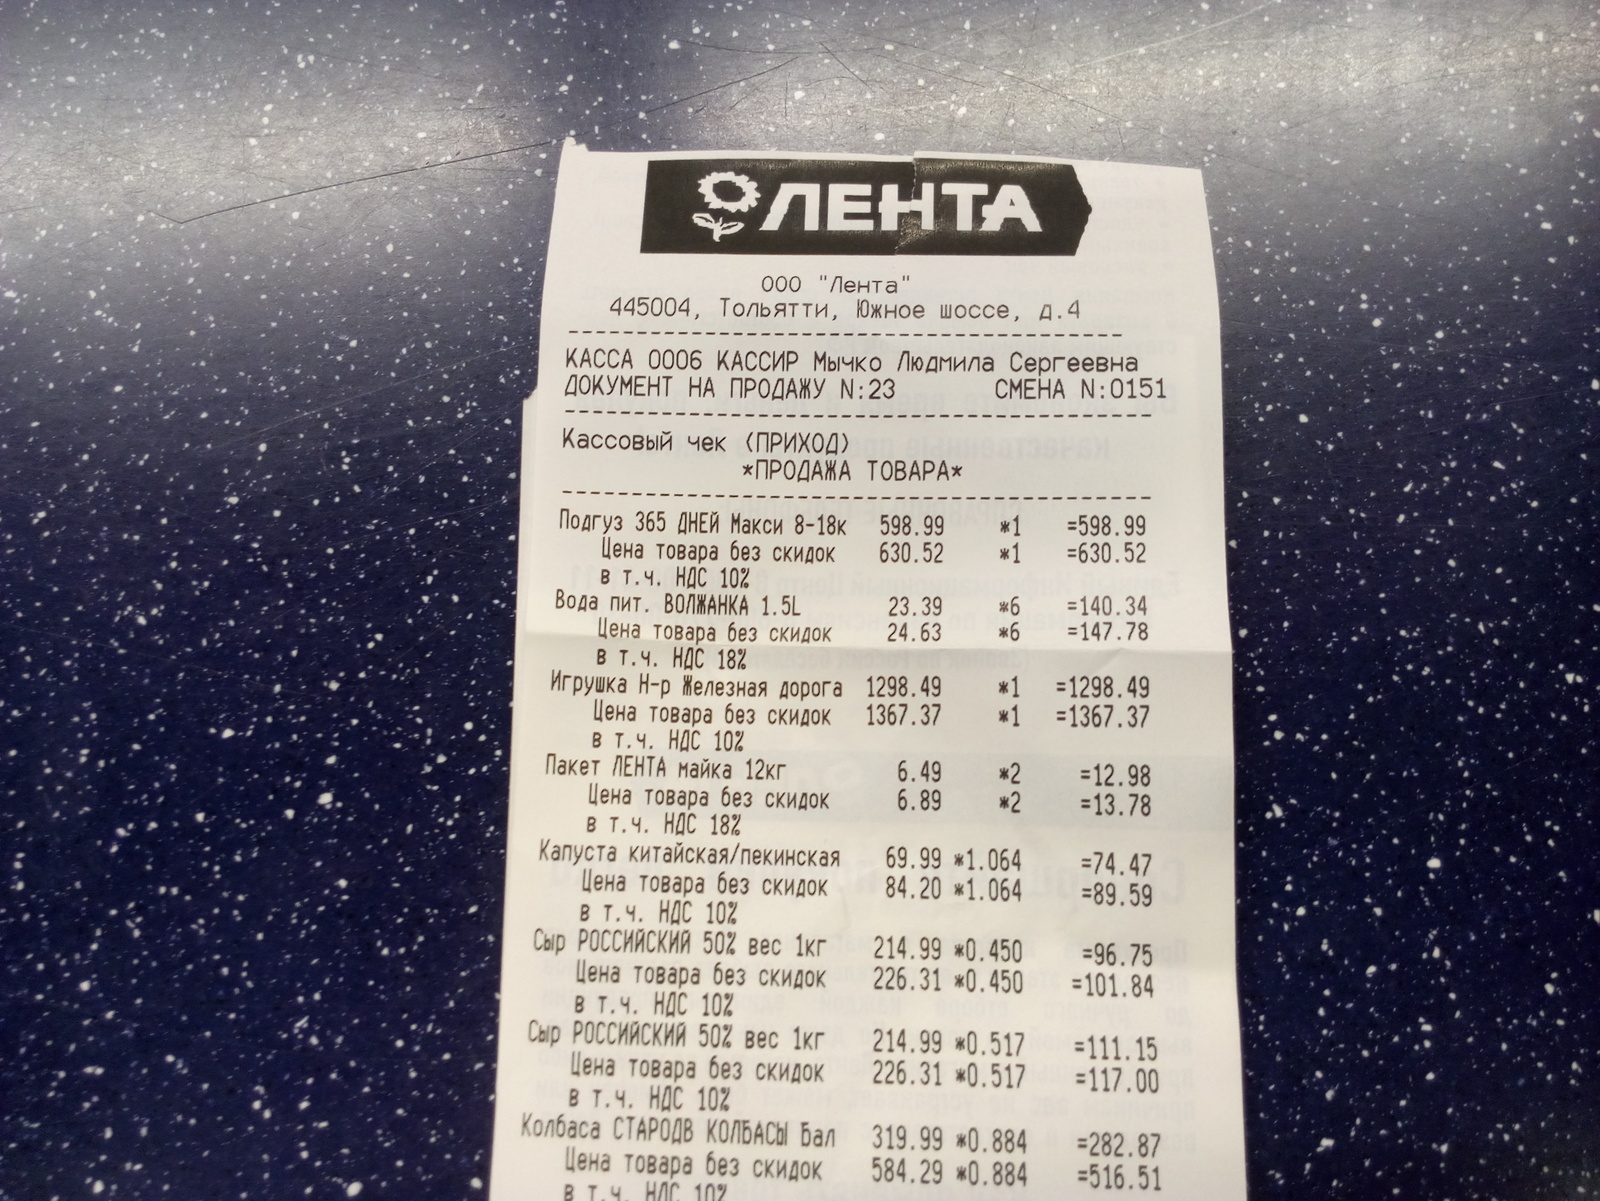 ЛЕНТА
ООО "Лента"
445004, Тольятти, Южное шоссе, д.4
КАССА 0006 КАССИР Мычко Людмила Сергеевна
ДОКУМЕНТ НА ПРОДАЖУ N:23 СМЕНА N:0151
Кассовый чек (ПРИХОД)
*ПРОДАЖА ТОВАРА*
Подгуз 365 ДНЕЙ Макси 8-18к 598.99 *1 =598.99
Цена товара без скидок 630.52 *1 =630.52
в т.ч. НДС 10%
Вода пит. ВОЛЖАНКА 1.5L 23.39 *6 =140.34
Цена товара без скидок 24.63 *6 =147.78
в т.ч. НДС 18%
Игрушка Н-р Железная дорога 1298.49 *1 =1298.49
Цена товара без скидок 1367.37 *1 =1367.37
в т.ч. НДС 10%
Пакет ЛЕНТА майка 12кг 6.49 *2 =12.98
Цена товара без скидок 6.89 *2 =13.78
в т.ч. НДС 18%
Капуста китайская/пекинская 69.99 *1.064 =74.47
Цена товара без скидок 84.20 *1.064 =89.59
в т.ч. НДС 10%
Сыр РОССИЙСКИЙ 50% вес 1кг 214.99 *0.450 =96.75
Цена товара без скидок 226.31 *0.450 =101.84
в т.ч. НДС 10%
Сыр РОССИЙСКИЙ 50% вес 1кг 214.99 *0.517 =111.15
Цена товара без скидок 226.31 *0.517 =117.00
в т.ч. НДС 10%
Колбаса СТАРОДВ КОЛБАСЫ Бал 319.99 *0.884 =282.87
Цена товара без скидок 584.29 *0.884 =516.51
в т.ч. НДС 10%